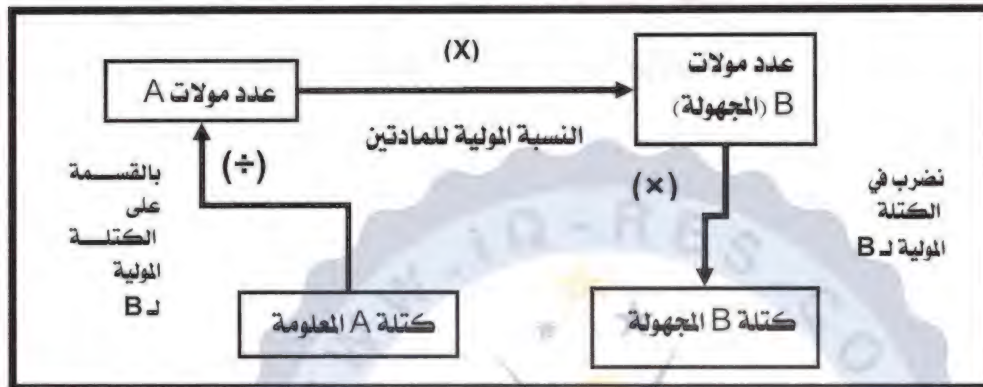 (X)
عدد مولات A
عدد مولات
B (المجهولة)
النسبة المولية للمادتين
(÷)
(×)
بالقسمة
على
الكتلة
المولية
لـ B
نضرب في
الكتلة
المولية لـ B
كتلة A المعلومة
كتلة B المجهولة